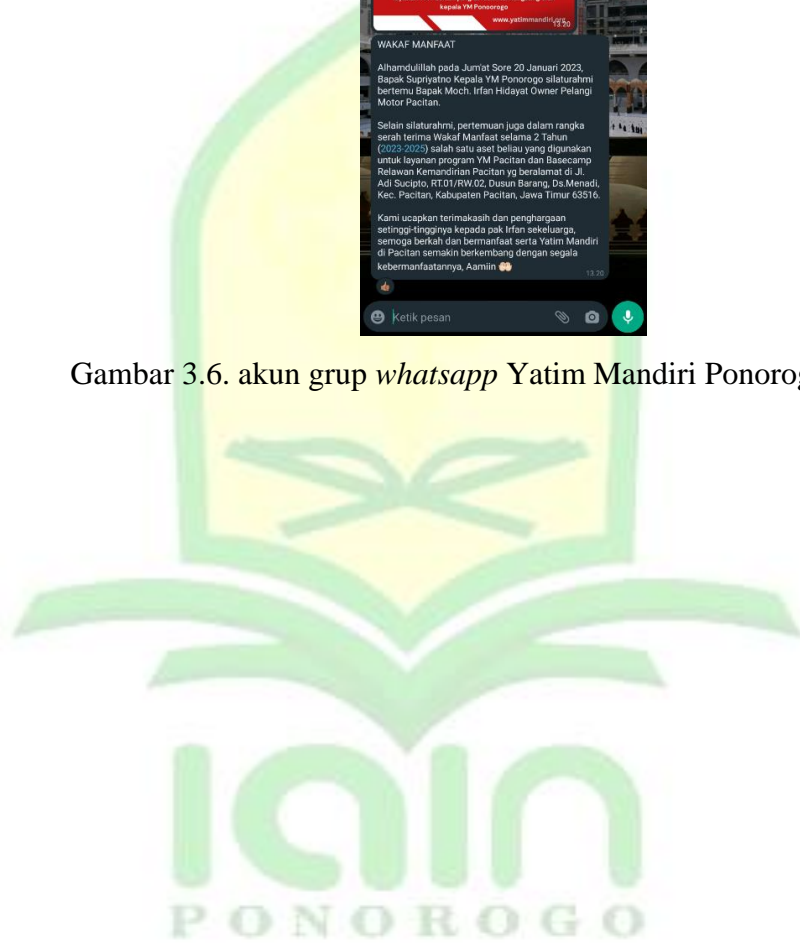 kepala YM Ponorogo
www.yatimmandiri.org
13.20
WAKAF MANFAAT
Alhamdulillah pada Jum'at Sore 20 Januari 2023,
Bapak Supriyatno Kepala YM Ponorogo silaturahmi
bertemu Bapak Moch. Irfan Hidayat Owner Pelangi
Motor Pacitan.
Selain silaturahmi, pertemuan juga dalam rangka
serah terima Wakaf Manfaat selama 2 Tahun
(2023-2025) salah satu aset beliau yang digunakan
untuk layanan program YM Pacitan dan Basecamp
Relawan Kemandirian Pacitan yg beralamat di Jl.
Adi Sucipto, RT.01/RW.02, Dusun Barang, Ds.Menadi,
Kec. Pacitan, Kabupaten Pacitan, Jawa Timur 63516.
Kami ucapkan terimakasih dan penghargaan
setinggi-tingginya kepada pak Irfan sekeluarga,
semoga berkah dan bermanfaat serta Yatim Mandiri
di Pacitan semakin berkembang dengan segala
kebermanfaatannya, Aamiin 🤲🏻
13.20
Ketik pesan
Gambar 3.6. akun grup whatsapp Yatim Mandiri Ponorog
IAIN
PONOROGO